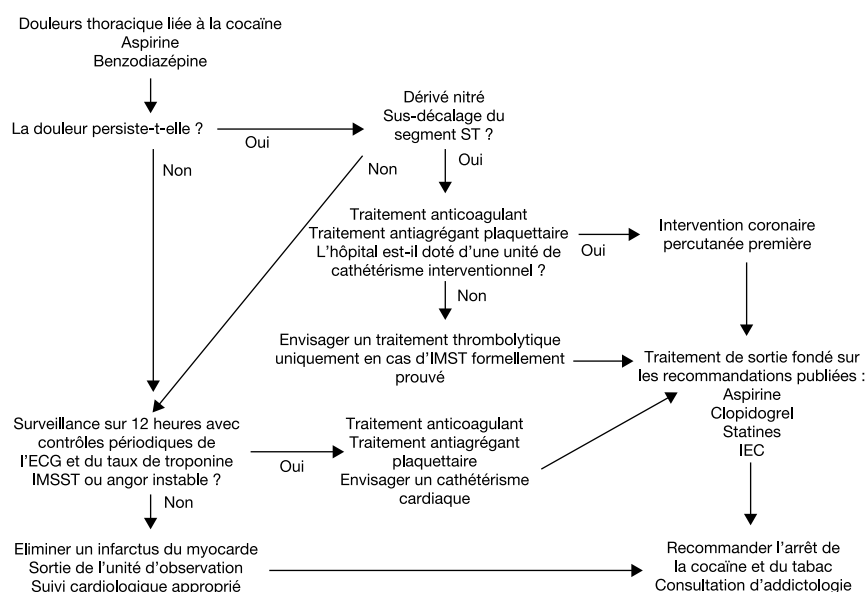 Douleurs thoracique liée à la cocaïne
Aspirine
Benzodiazépine
La douleur persiste-t-elle ?
Oui
Non
Dérivé nitré
Sus-décalage du
segment ST ?
Non
Oui
Traitement anticoagulant
Traitement antiagrégant plaquettaire
L'hôpital est-il doté d'une unité de
cathétérisme interventionnel ?
Oui
Non
Intervention coronaire
percutanée première
Envisager un traitement thrombolytique
uniquement en cas d'IMST formellement
prouvé
Traitement de sortie fondé sur
les recommandations publiées :
Aspirine
Clopidogrel
Statines
IEC
Surveillance sur 12 heures avec
contrôles périodiques de
l'ECG et du taux de troponine
IMSST ou angor instable ?
Oui
Non
Traitement anticoagulant
Traitement antiagrégant
plaquettaire
Envisager un cathétérisme
cardiaque
Eliminer un infarctus du myocarde
Sortie de l'unité d'observation
Suivi cardiologique approprié
Recommander l'arrêt de
la cocaïne et du tabac
Consultation d'addictologie